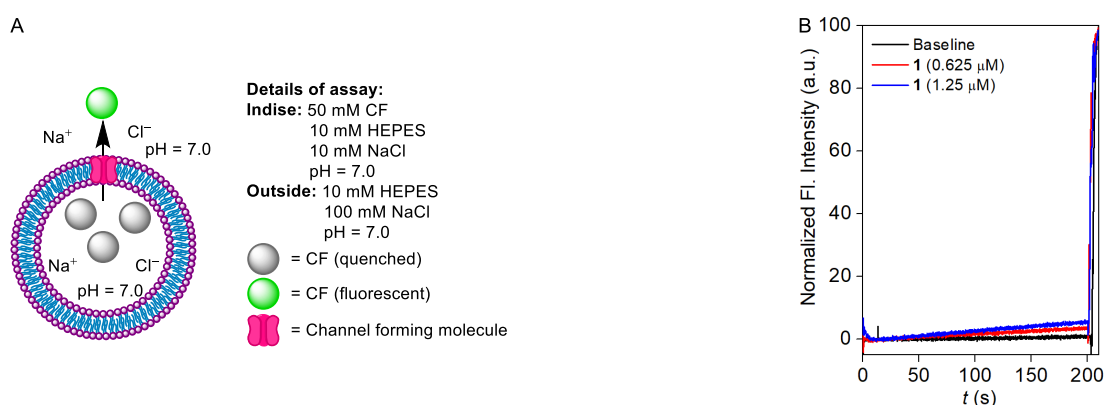 A
Na⁺
Cl⁻
pH = 7.0
Na⁺
Cl⁻
pH = 7.0
Details of assay:
Indise: 50 mM CF
10 mM HEPES
10 mM NaCl
pH = 7.0
Outside: 10 mM HEPES
100 mM NaCl
pH = 7.0
= CF (quenched)
= CF (fluorescent)
= Channel forming molecule
B
Normalized Fl. Intensity (a.u.)
100
80
60
40
20
0
Baseline
1 (0.625 μM)
1 (1.25 μM)
0 50 100 150 200
t (s)